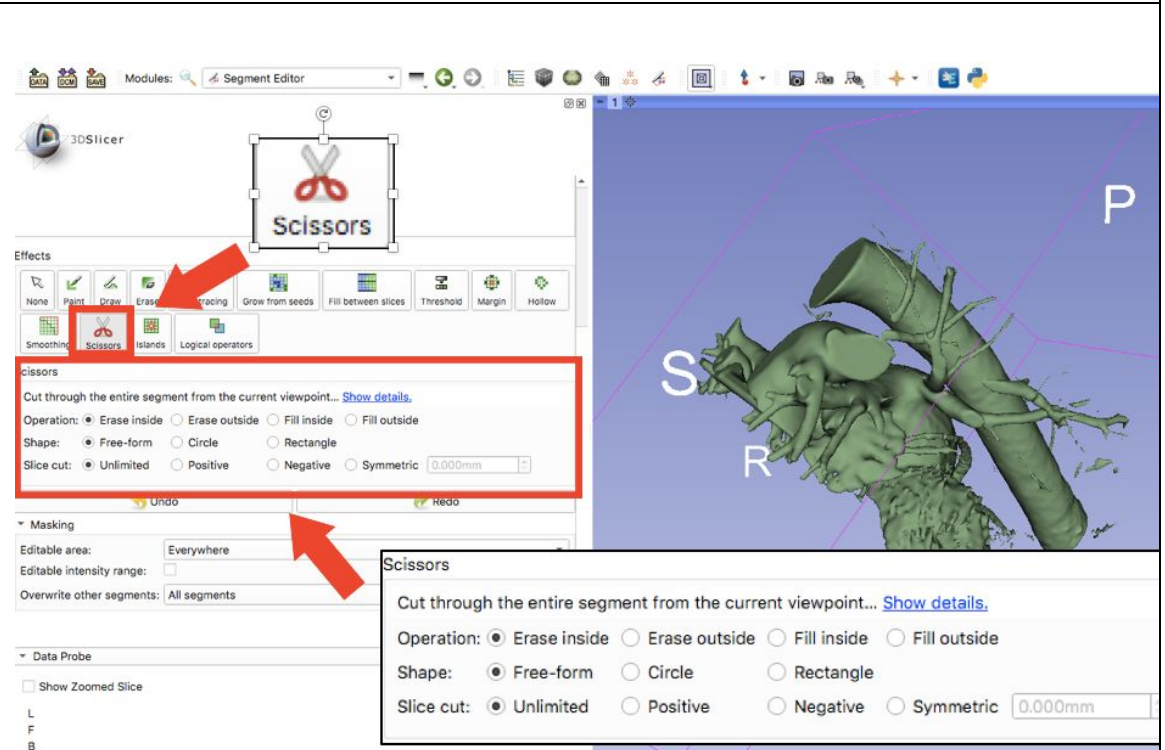 DATA DCM SAVE Modules: Segment Editor
1
3DSlicer
Scissors
P
S
R
Effects
None Paint Draw Erase tracing Grow from seeds Fill between slices Threshold Margin Hollow
Smoothing Scissors Islands Logical operators
cissors
Cut through the entire segment from the current viewpoint... Show details.
Operation: Erase inside Erase outside Fill inside Fill outside
Shape: Free-form Circle Rectangle
Slice cut: Unlimited Positive Negative Symmetric 0.000mm
Undo Redo
Masking
Editable area: Everywhere
Editable intensity range:
Overwrite other segments: All segments
Data Probe
Show Zoomed Slice
L
F
B
Scissors
Cut through the entire segment from the current viewpoint... Show details.
Operation: Erase inside Erase outside Fill inside Fill outside
Shape: Free-form Circle Rectangle
Slice cut: Unlimited Positive Negative Symmetric 0.000mm